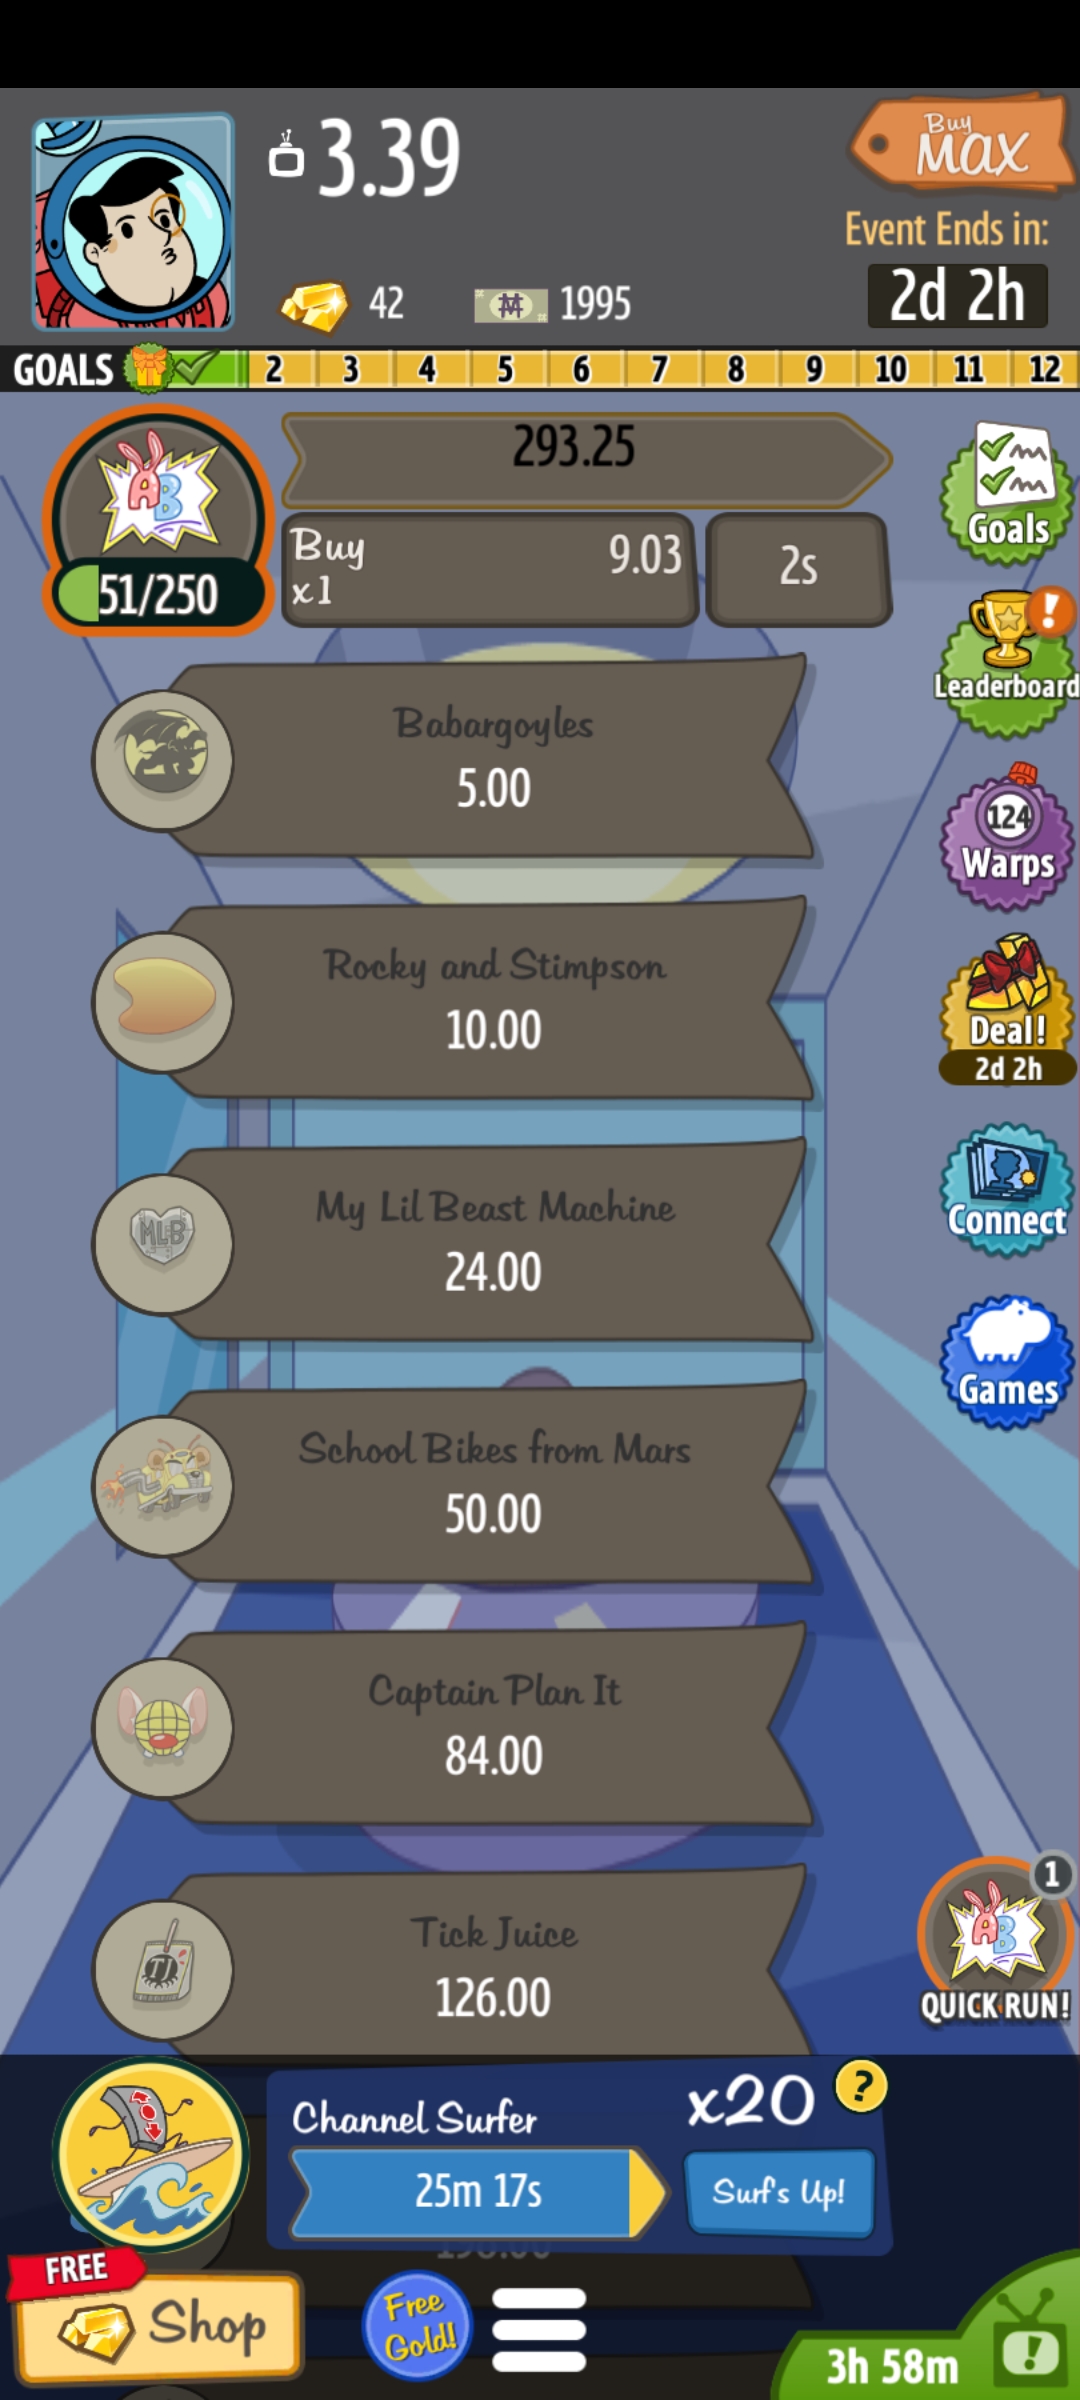 3.39
Buy
MAX
Event Ends in:
42
1995
2d 2h
GOALS 2 3 4 5 6 7 8 9 10 11 12
AB
293.25
51/250
Buy
x1
9.03
2s
Goals
!
Leaderboard
Babargoyles
5.00
124
Warps
Rocky and Stimpson
10.00
Deal!
2d 2h
MLB
My Lil Beast Machine
24.00
Connect
Games
School Bikes from Mars
50.00
Captain Plan It
84.00
TJ
Tick Juice
126.00
1
AB
QUICK RUN!
Channel Surfer
x20
?
25m 17s
Surf's Up!
FREE
Shop
Free
Gold!
3h 58m
!